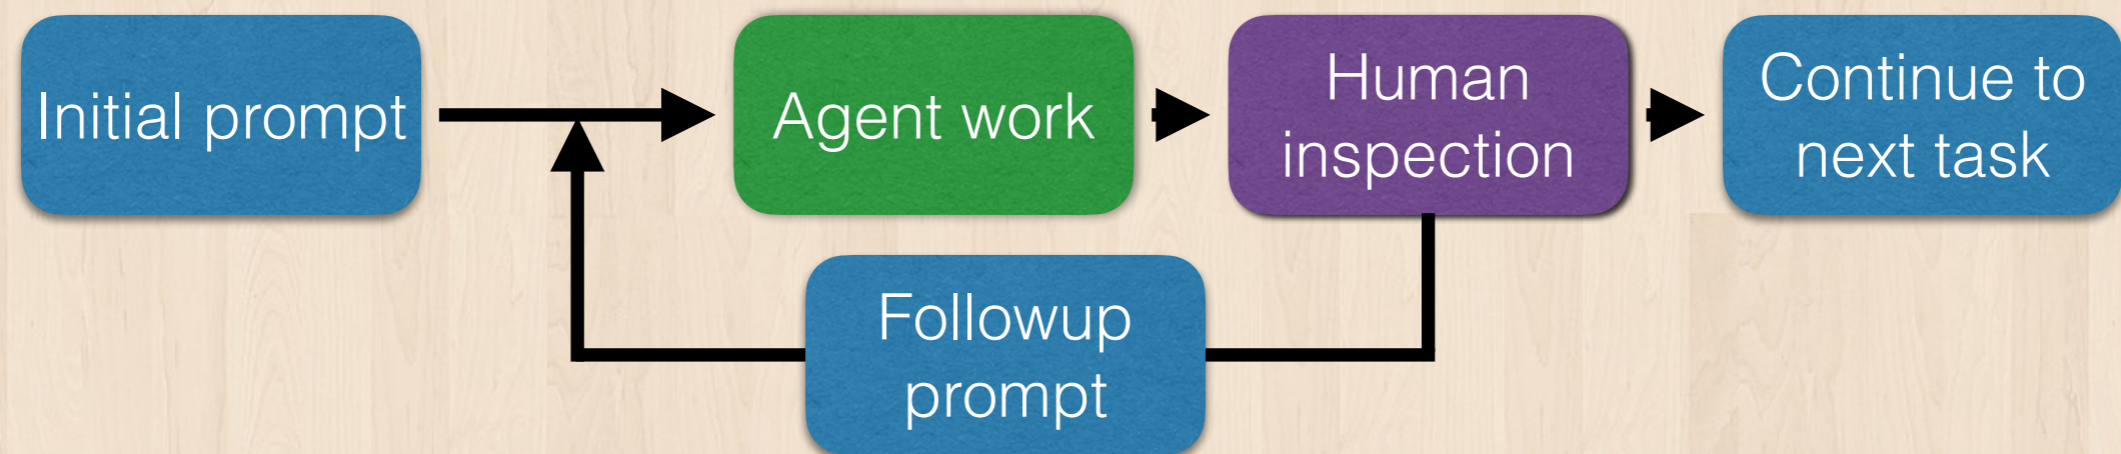 Initial prompt
Agent work
Human
inspection
Continue to
next task
Followup
prompt